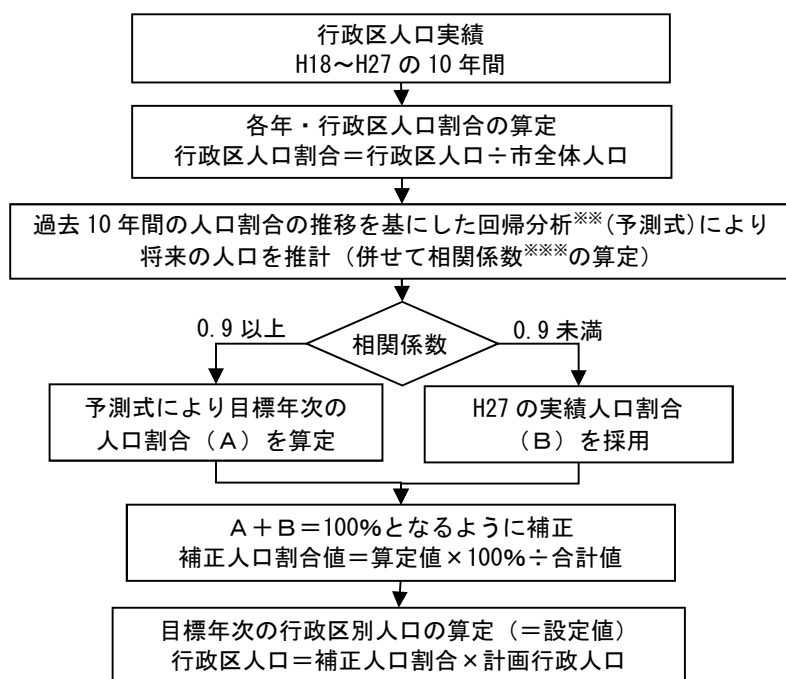 行政区人口実績
H18～H27 の 10 年間
各年・行政区人口割合の算定
行政区人口割合＝行政区人口÷市全体人口
過去 10 年間の人口割合の推移を基にした回帰分析※※(予測式)により
将来の人口を推計（併せて相関係数※※※の算定）
0.9 以上
相関係数
0.9 未満
予測式により目標年次の
人口割合（Ａ）を算定
H27 の実績人口割合
（Ｂ）を採用
Ａ＋Ｂ＝100%となるように補正
補正人口割合値＝算定値×100%÷合計値
目標年次の行政区別人口の算定（＝設定値）
行政区人口＝補正人口割合×計画行政人口